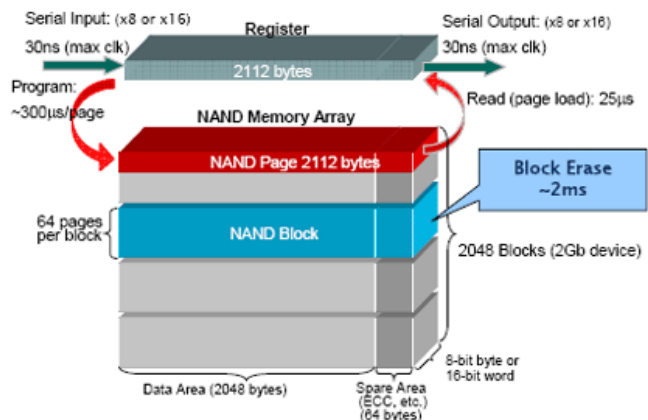 Serial Input: (x8 or x16)
30ns (max clk)
Register
Serial Output: (x8 or x16)
30ns (max clk)
2112 bytes
Program:
~300µs/page
Read (page load): 25µs
NAND Memory Array
NAND Page 2112 bytes
Block Erase
~2ms
64 pages
per block
NAND Block
2048 Blocks (2Gb device)
8-bit byte or
16-bit word
Data Area (2048 bytes)
Spare Area
(ECC, etc.)
(64 bytes)